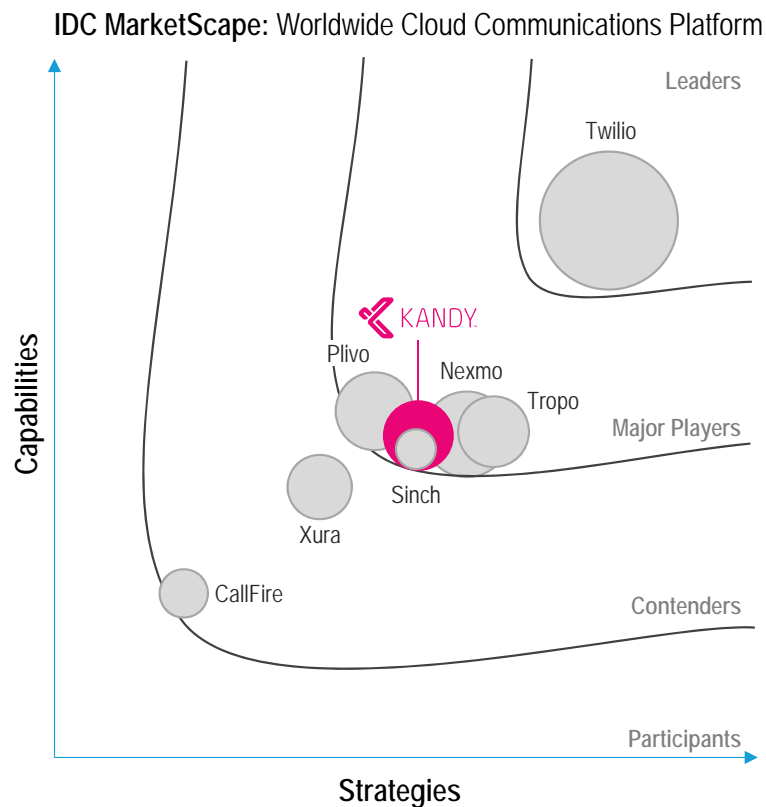 IDC MarketScape: Worldwide Cloud Communications Platform
Leaders
Twilio
KANDY™
Plivo
Nexmo
Tropo
Major Players
Sinch
Xura
CallFire
Contenders
Participants
Capabilities
Strategies